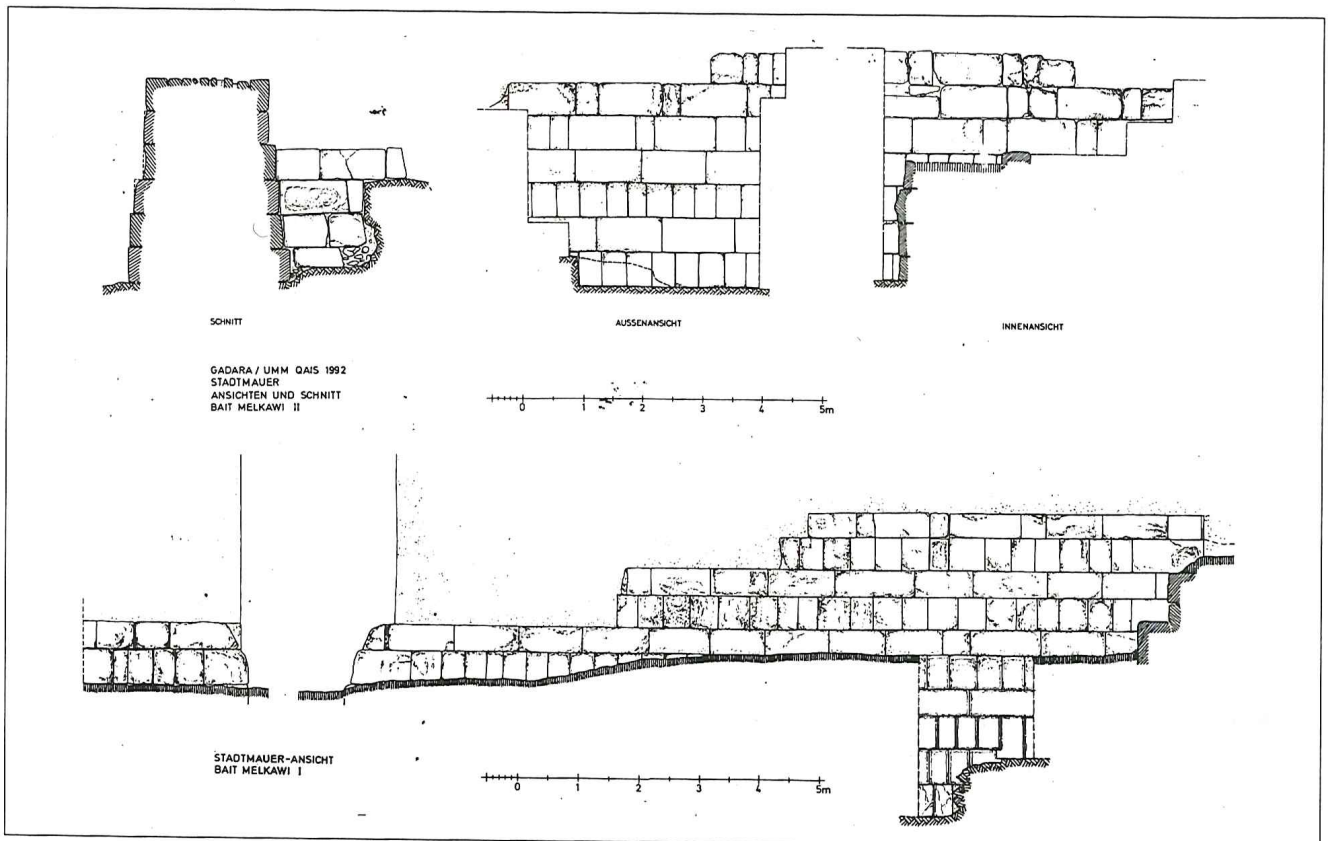 SCHNITT
AUSSENANSICHT
INNENANSICHT
GADARA / UMM QAIS 1992
STADTMAUER
ANSICHTEN UND SCHNITT
BAIT MELKAWI II
0 1 2 3 4 5m
STADTMAUER-ANSICHT
BAIT MELKAWI I
0 1 2 3 4 5m